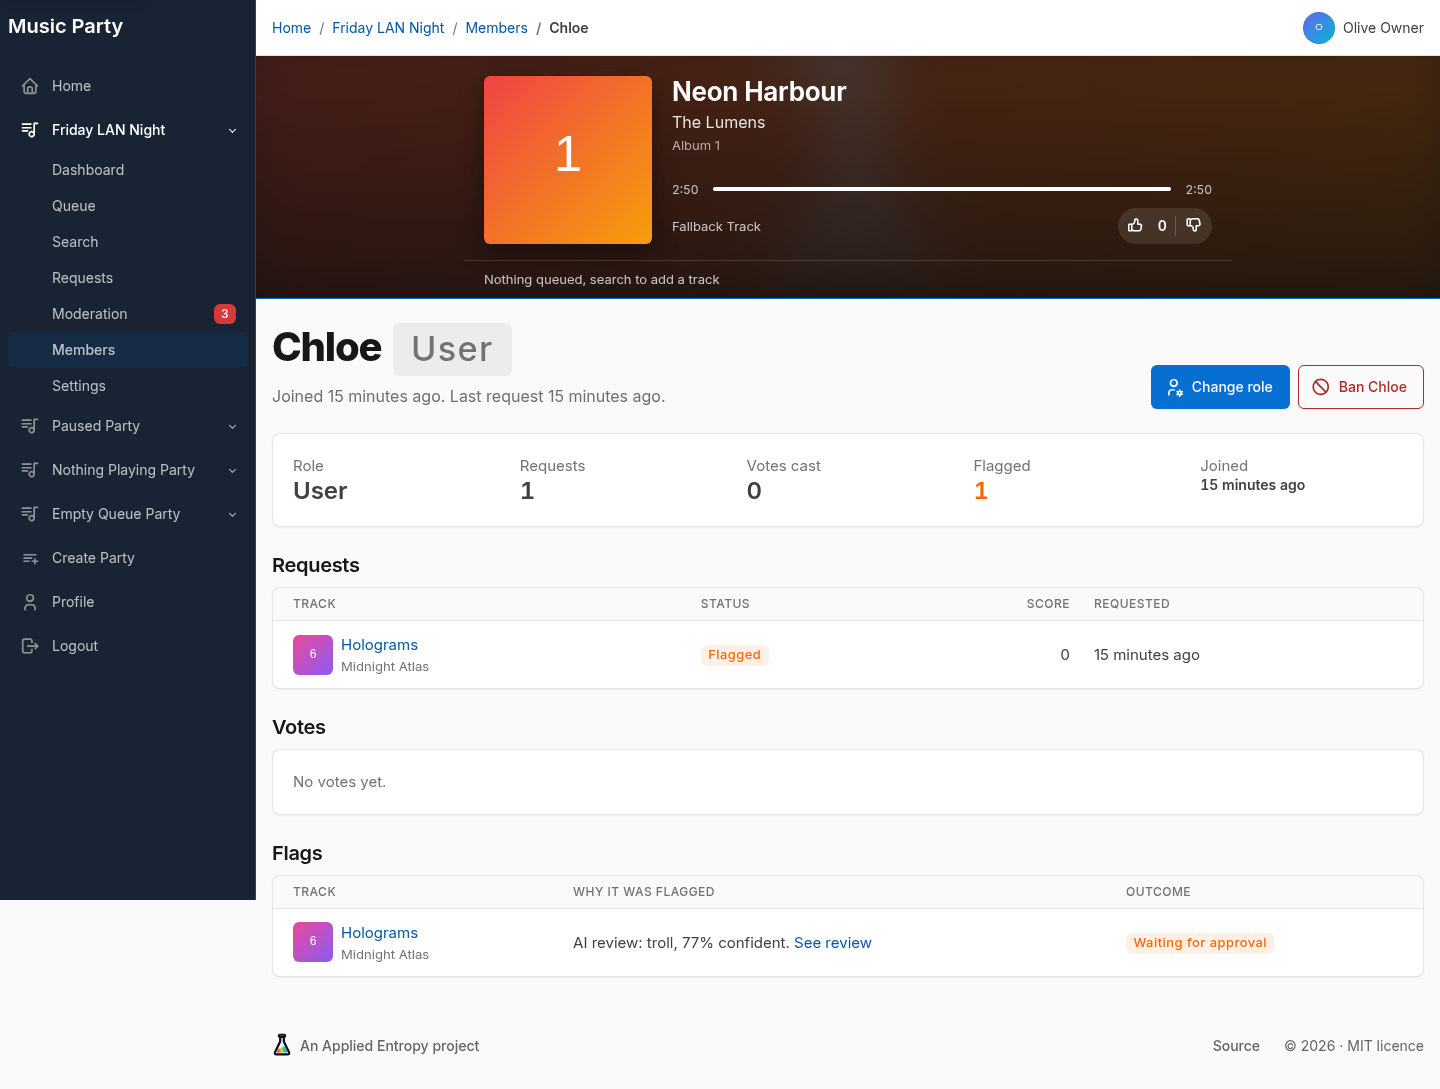 Music Party
Home
Friday LAN Night
Dashboard
Queue
Search
Requests
Moderation 3
Members
Settings
Paused Party
Nothing Playing Party
Empty Queue Party
Create Party
Profile
Logout
Home / Friday LAN Night / Members / Chloe
O Olive Owner
1
Neon Harbour
The Lumens
Album 1
2:50 2:50
Fallback Track 0
Nothing queued, search to add a track
Chloe User
Joined 15 minutes ago. Last request 15 minutes ago.
Change role Ban Chloe
Role Requests Votes cast Flagged Joined
User 1 0 1 15 minutes ago
Requests
TRACK STATUS SCORE REQUESTED
6 Holograms
Midnight Atlas
Flagged 0 15 minutes ago
Votes
No votes yet.
Flags
TRACK WHY IT WAS FLAGGED OUTCOME
6 Holograms
Midnight Atlas
AI review: troll, 77% confident. See review Waiting for approval
An Applied Entropy project Source © 2026 · MIT licence